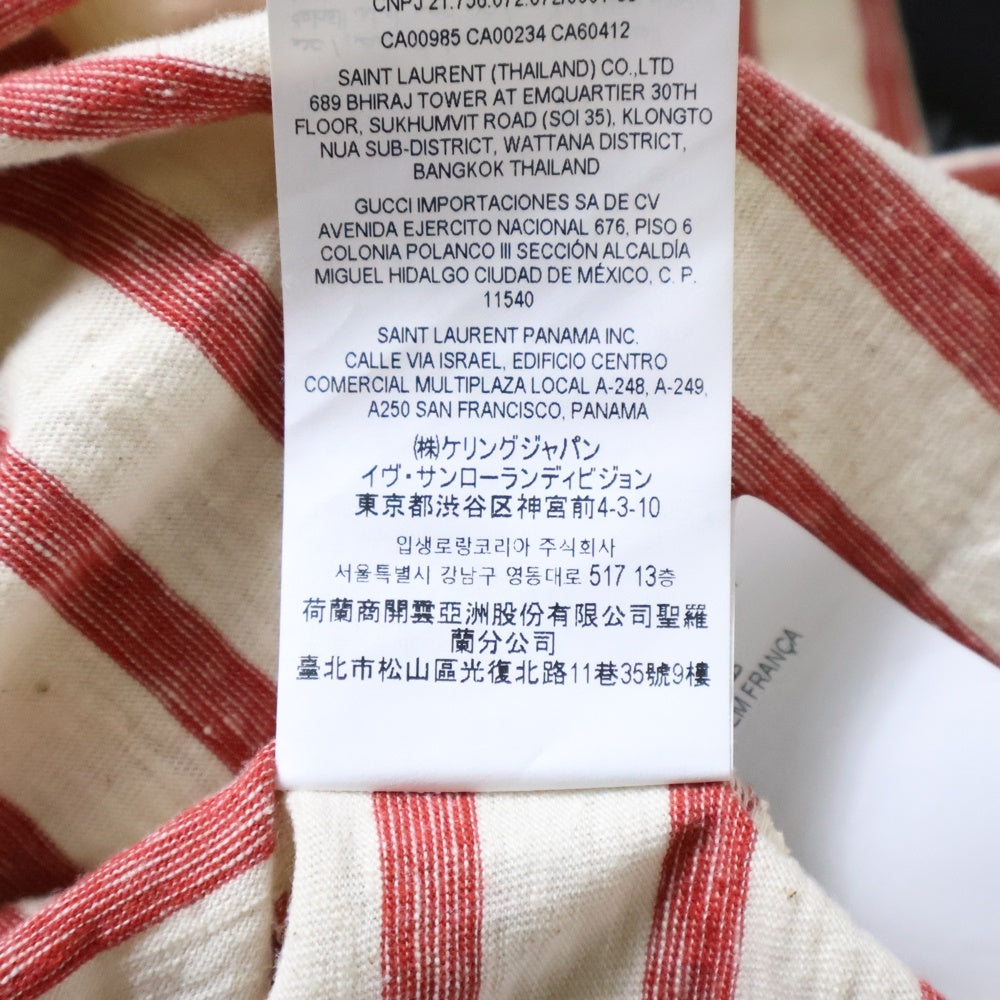 CNPJ 21.756.072.072/0001
CA00985 CA00234 CA60412
SAINT LAURENT (THAILAND) CO.,LTD
689 BHIRAJ TOWER AT EMQUARTIER 30TH
FLOOR, SUKHUMVIT ROAD (SOI 35), KLONGTO
NUA SUB-DISTRICT, WATTANA DISTRICT,
BANGKOK THAILAND
GUCCI IMPORTACIONES SA DE CV
AVENIDA EJERCITO NACIONAL 676, PISO 6
COLONIA POLANCO III SECCIÓN ALCALDÍA
MIGUEL HIDALGO CIUDAD DE MÉXICO, C. P.
11540
SAINT LAURENT PANAMA INC.
CALLE VIA ISRAEL, EDIFICIO CENTRO
COMERCIAL MULTIPLAZA LOCAL A-248, A-249,
A250 SAN FRANCISCO, PANAMA
㈱ケリングジャパン
イヴ・サンローランディビジョン
東京都渋谷区神宮前4-3-10
입생로랑코리아 주식회사
서울특별시 강남구 영동대로 517 13층
荷蘭商開雲亞洲股份有限公司聖羅
蘭分公司
臺北市松山區光復北路11巷35號9樓
EM FRANÇA